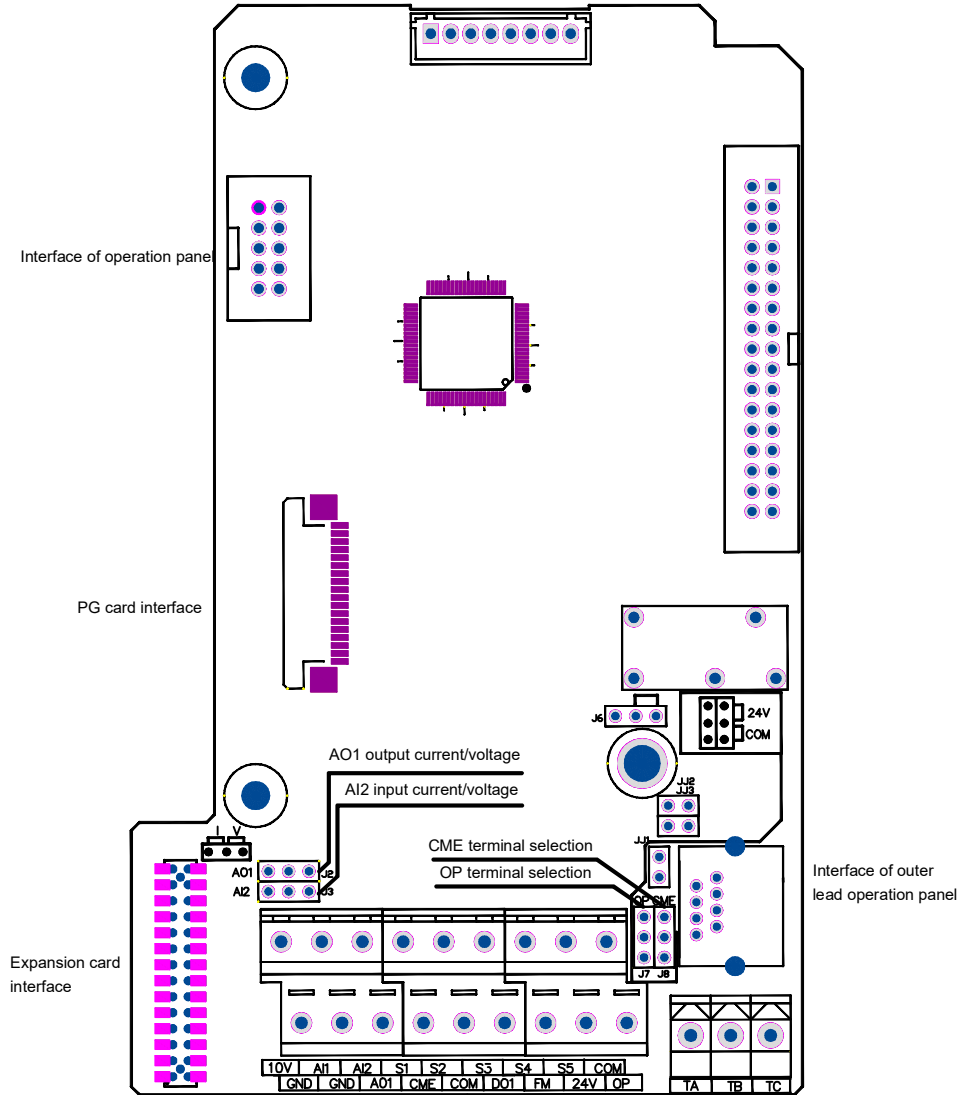 Interface of operation panel
PG card interface
J6
24V
COM
AO1 output current/voltage
JJ2
JJ3
AI2 input current/voltage
I V
JJ1
CME terminal selection
OP terminal selection
Interface of outer
lead operation panel
AO1 J2
AI2 J3
OP CME
Expansion card
interface
J7 J8
10V AI1 AI2 S1 S2 S3 S4 S5 COM
GND GND AO1 CME COM DO1 FM 24V OP
TA TB TC